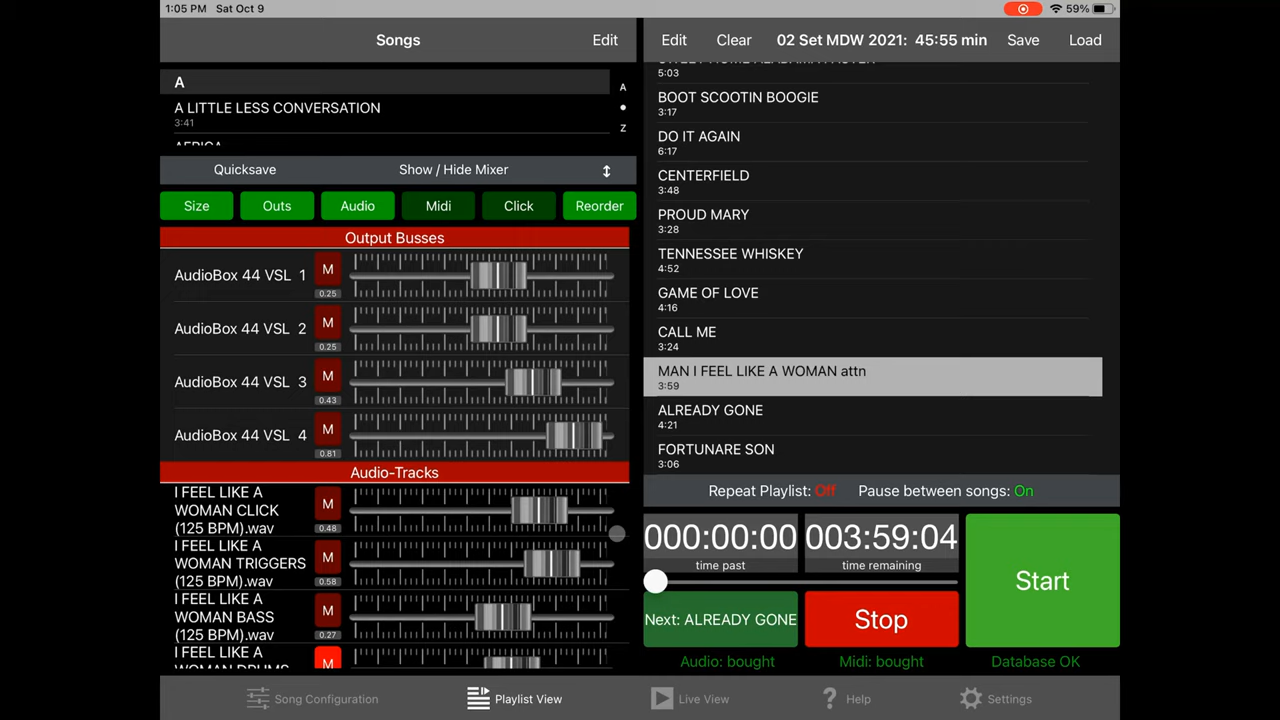 1:05 PM Sat Oct 9
59%
Songs
Edit
A
A LITTLE LESS CONVERSATION
3:41
AFRICA
A
Z
Quicksave
Show / Hide Mixer
Size
Outs
Audio
Midi
Click
Reorder
Output Busses
AudioBox 44 VSL 1
M
0.25
AudioBox 44 VSL 2
M
0.25
AudioBox 44 VSL 3
M
0.43
AudioBox 44 VSL 4
M
0.81
Audio-Tracks
I FEEL LIKE A
WOMAN CLICK
(125 BPM).wav
M
0.48
I FEEL LIKE A
WOMAN TRIGGERS
(125 BPM).wav
M
0.58
I FEEL LIKE A
WOMAN BASS
(125 BPM).wav
M
0.27
I FEEL LIKE A
WOMAN DRUMS
M
Edit
Clear
02 Set MDW 2021: 45:55 min
Save
Load
5:03
BOOT SCOOTIN BOOGIE
3:17
DO IT AGAIN
6:17
CENTERFIELD
3:48
PROUD MARY
3:28
TENNESSEE WHISKEY
4:52
GAME OF LOVE
4:16
CALL ME
3:24
MAN I FEEL LIKE A WOMAN attn
3:59
ALREADY GONE
4:21
FORTUNARE SON
3:06
Repeat Playlist: Off
Pause between songs: On
000:00:00
time past
003:59:04
time remaining
Start
Next: ALREADY GONE
Stop
Audio: bought
Midi: bought
Database OK
Song Configuration
Playlist View
Live View
? Help
Settings